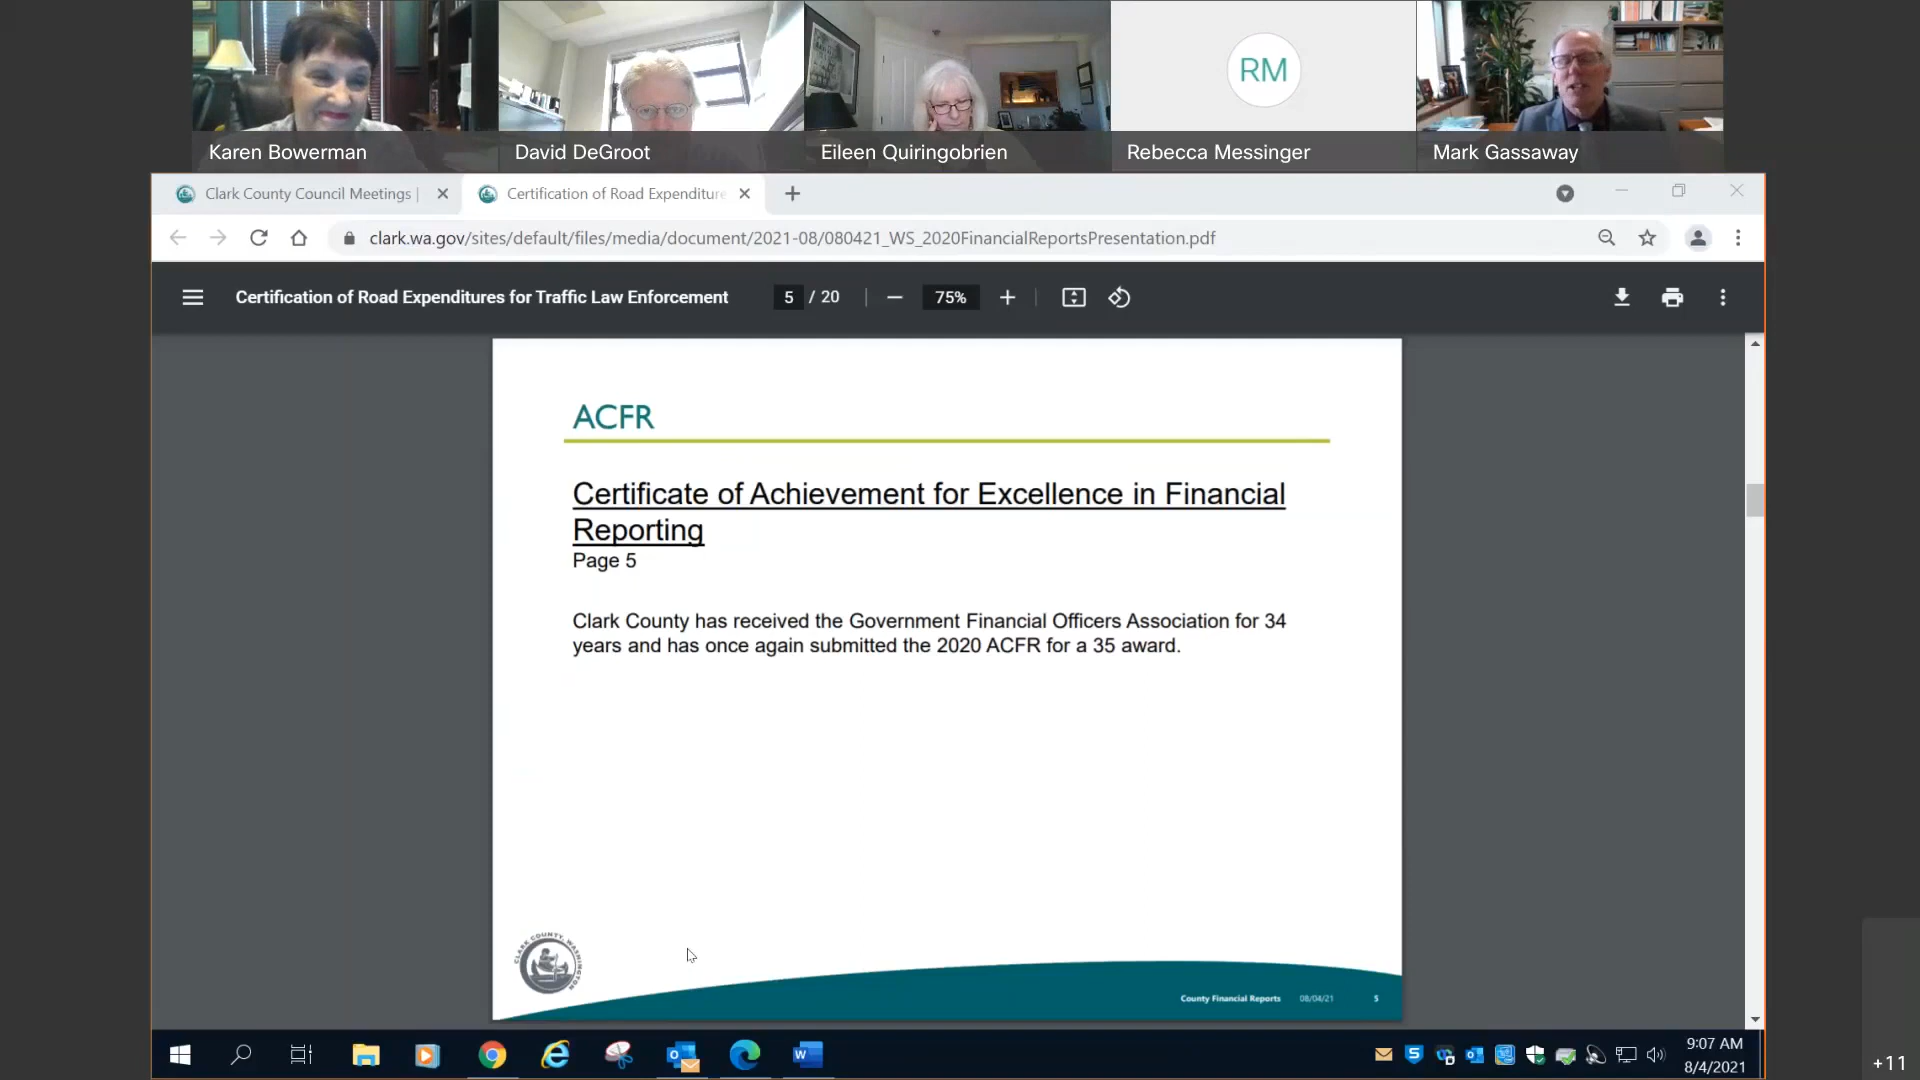 Karen Bowerman
David DeGroot
Eileen Quiringobrien
RM
Rebecca Messinger
Mark Gassaway
Clark County Council Meetings |
Certification of Road Expenditure
clark.wa.gov/sites/default/files/media/document/2021-08/080421_WS_2020FinancialReportsPresentation.pdf
Certification of Road Expenditures for Traffic Law Enforcement
5 / 20
75%
ACFR
Certificate of Achievement for Excellence in Financial
Reporting
Page 5
Clark County has received the Government Financial Officers Association for 34
years and has once again submitted the 2020 ACFR for a 35 award.
CLARK COUNTY, WASHINGTON
County Financial Reports 08/04/21 5
9:07 AM
8/4/2021
+11